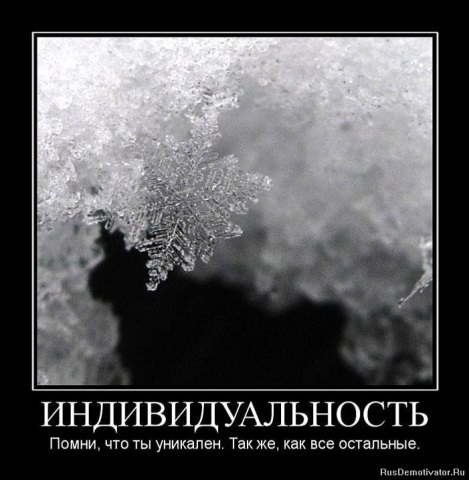 ИНДИВИДУАЛЬНОСТЬ
Помни, что ты уникален. Так же, как все остальные.
RusDemotivator.Ru